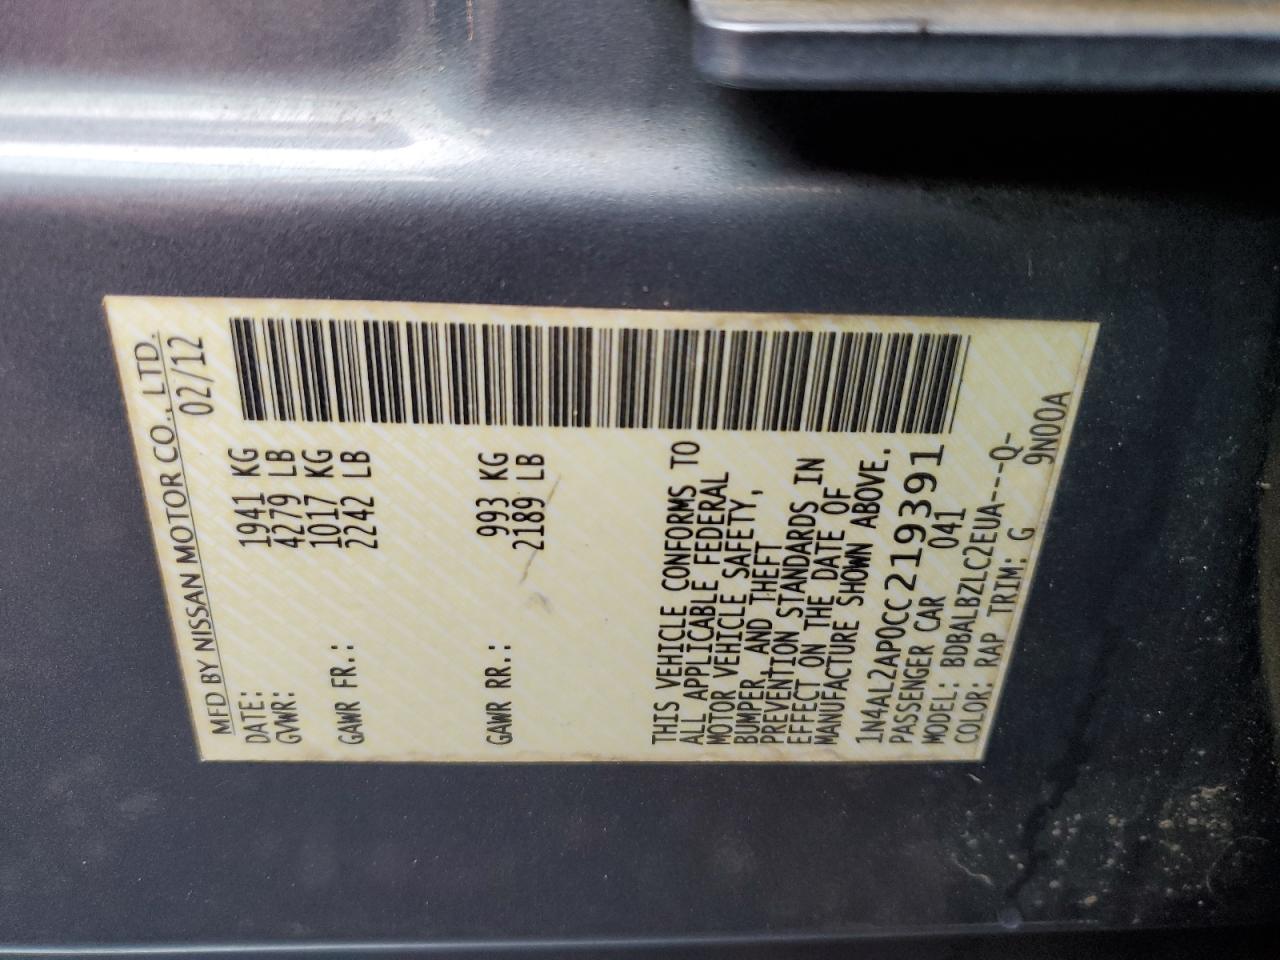 MFD BY NISSAN MOTOR CO., LTD.
DATE: 02/12
GVWR: 1941 KG
4279 LB
GAWR FR.: 1017 KG
2242 LB
GAWR RR.: 993 KG
2189 LB
THIS VEHICLE CONFORMS TO
ALL APPLICABLE FEDERAL
MOTOR VEHICLE SAFETY,
BUMPER, AND THEFT
PREVENTION STANDARDS IN
EFFECT ON THE DATE OF
MANUFACTURE SHOWN ABOVE.
1N4AL2AP0CC219391
PASSENGER CAR 041
MODEL: BDBALBZLC2EUA---Q-
COLOR: RAP TRIM: G 9N00A